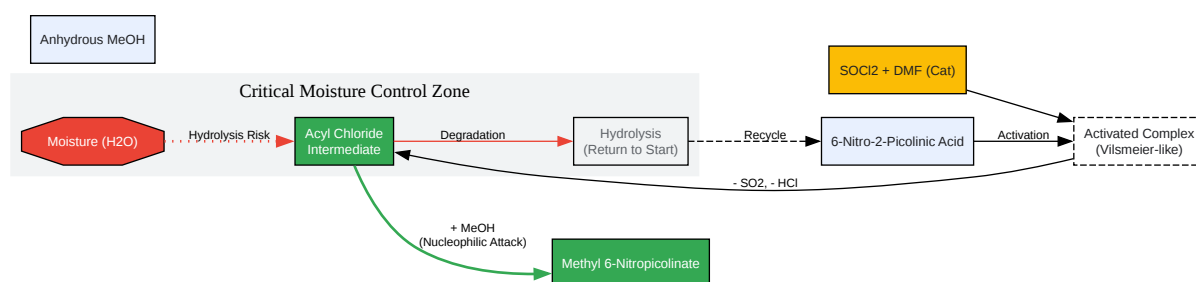 Anhydrous MeOH
SOCl2 + DMF (Cat)
Critical Moisture Control Zone
Moisture (H2O)
Hydrolysis Risk
Acyl Chloride
Intermediate
Degradation
Hydrolysis
(Return to Start)
Recycle
6-Nitro-2-Picolinic Acid
Activation
Activated Complex
(Vilsmeier-like)
- SO2, - HCl
+ MeOH
(Nucleophilic Attack)
Methyl 6-Nitropicolinate